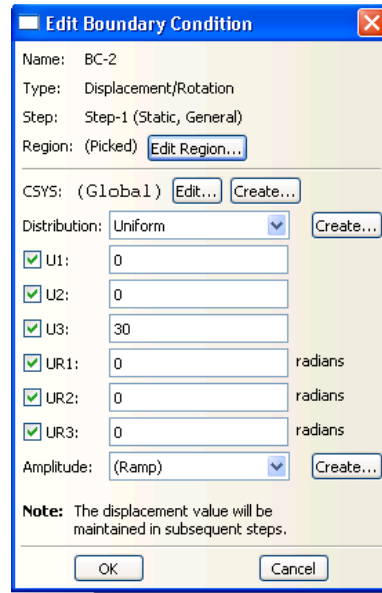 Edit Boundary Condition
Name: BC-2
Type: Displacement/Rotation
Step: Step-1 (Static, General)
Region: (Picked) Edit Region...
CSYS: (Global) Edit... Create...
Distribution: Uniform Create...
U1: 0
U2: 0
U3: 30
UR1: 0 radians
UR2: 0 radians
UR3: 0 radians
Amplitude: (Ramp) Create...
Note: The displacement value will be
maintained in subsequent steps.
OK Cancel